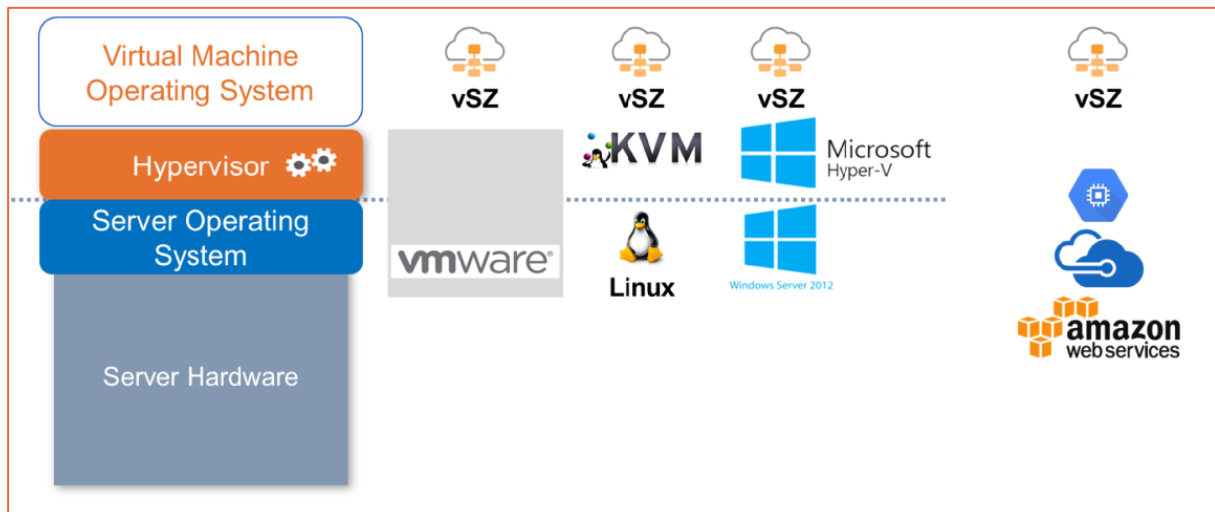 Virtual Machine
Operating System
Hypervisor
Server Operating
System
Server Hardware
vSZ
vmware®
vSZ
KVM
Linux
vSZ
Microsoft
Hyper-V
Windows Server 2012
vSZ
amazon
web services